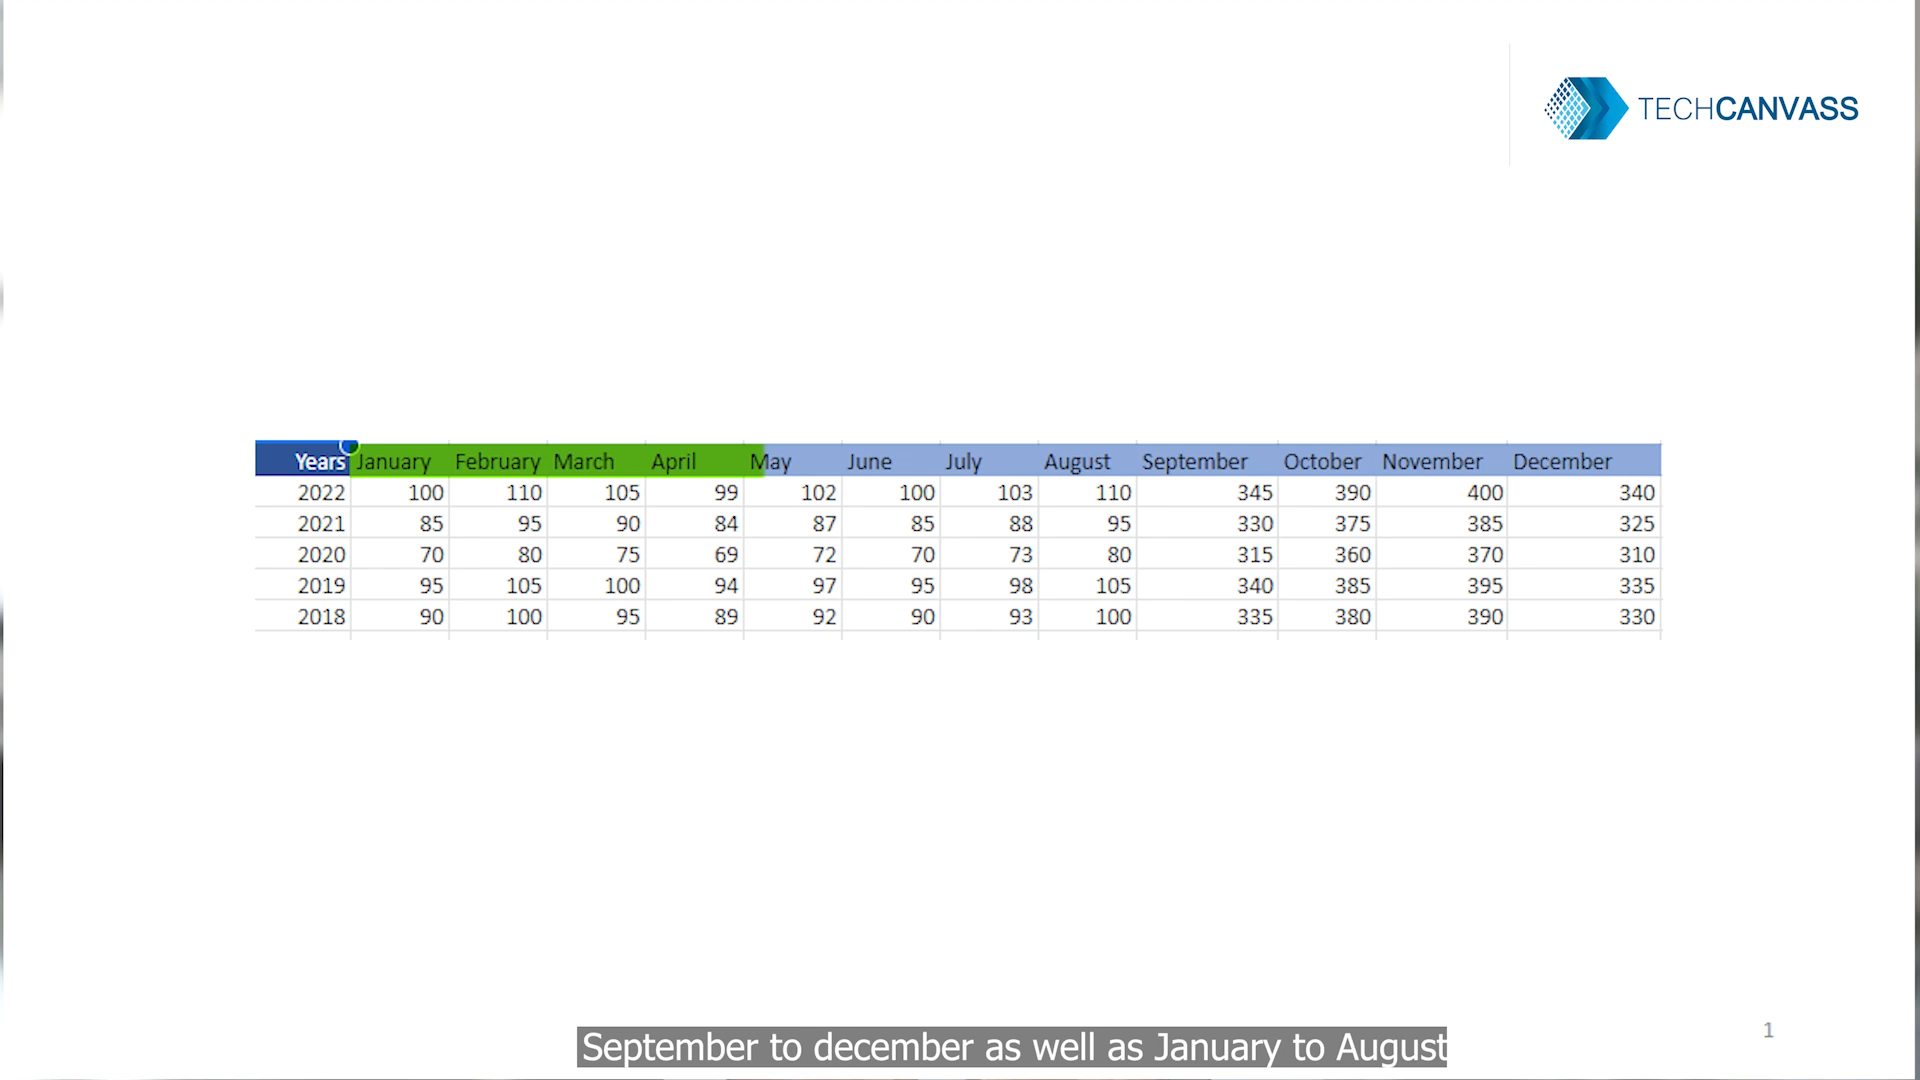 TECHCANVASS
Years January February March April May June July August September October November December
2022 100 110 105 99 102 100 103 110 345 390 400 340
2021 85 95 90 84 87 85 88 95 330 375 385 325
2020 70 80 75 69 72 70 73 80 315 360 370 310
2019 95 105 100 94 97 95 98 105 340 385 395 335
2018 90 100 95 89 92 90 93 100 335 380 390 330
1
September to december as well as January to August